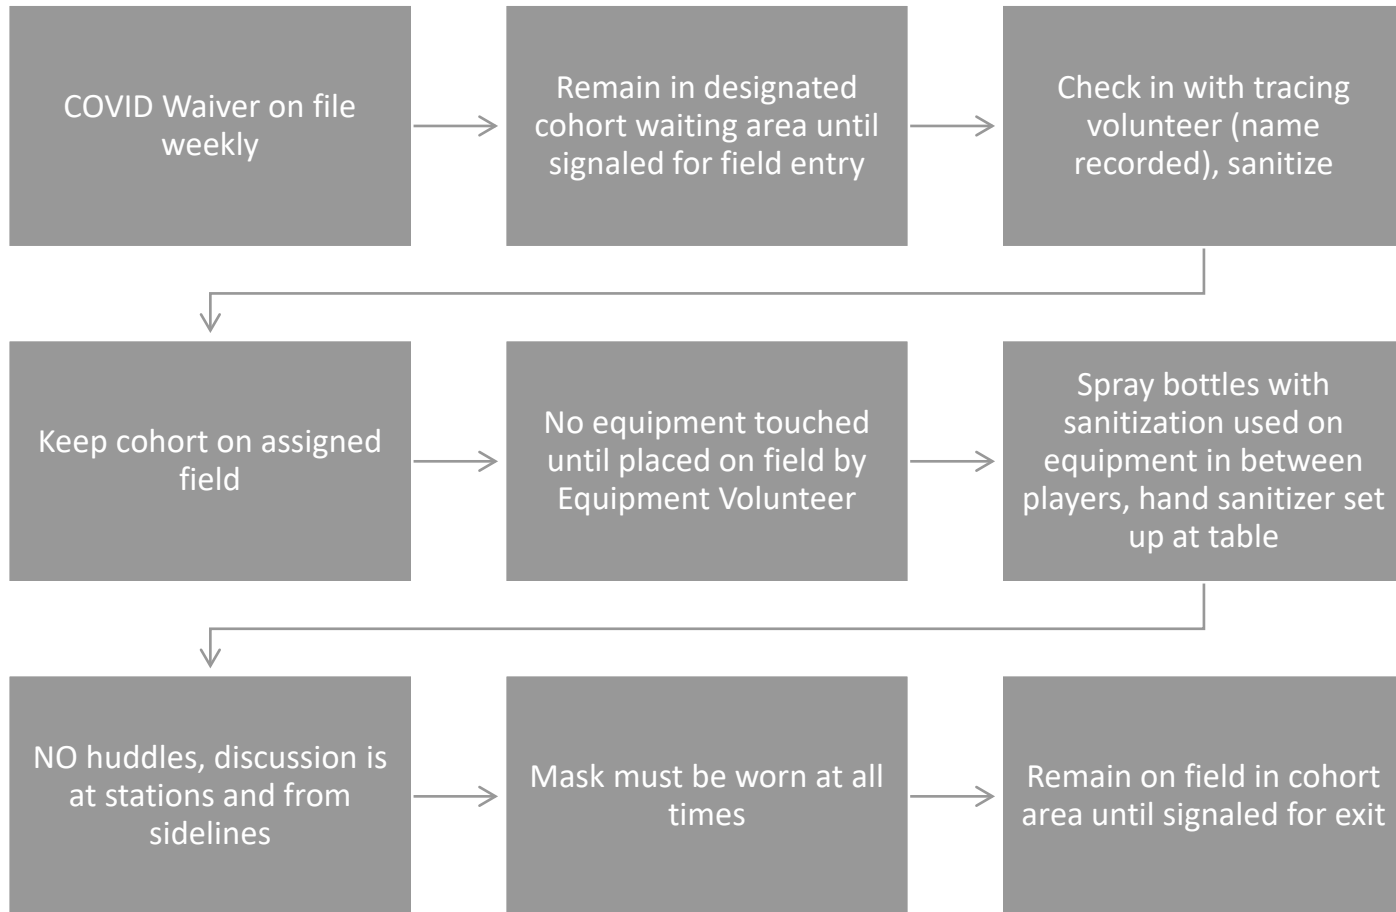 COVID Waiver on file
weekly
Remain in designated
cohort waiting area until
signaled for field entry
Check in with tracing
volunteer (name
recorded), sanitize
Keep cohort on assigned
field
No equipment touched
until placed on field by
Equipment Volunteer
Spray bottles with
sanitization used on
equipment in between
players, hand sanitizer set
up at table
NO huddles, discussion is
at stations and from
sidelines
Mask must be worn at all
times
Remain on field in cohort
area until signaled for exit